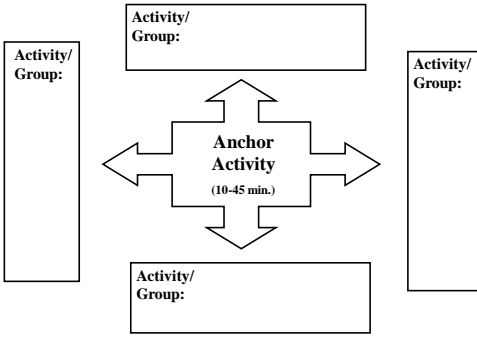 Activity/
Group:
Activity/
Group:
Anchor
Activity
(10-45 min.)
Activity/
Group:
Activity/
Group: